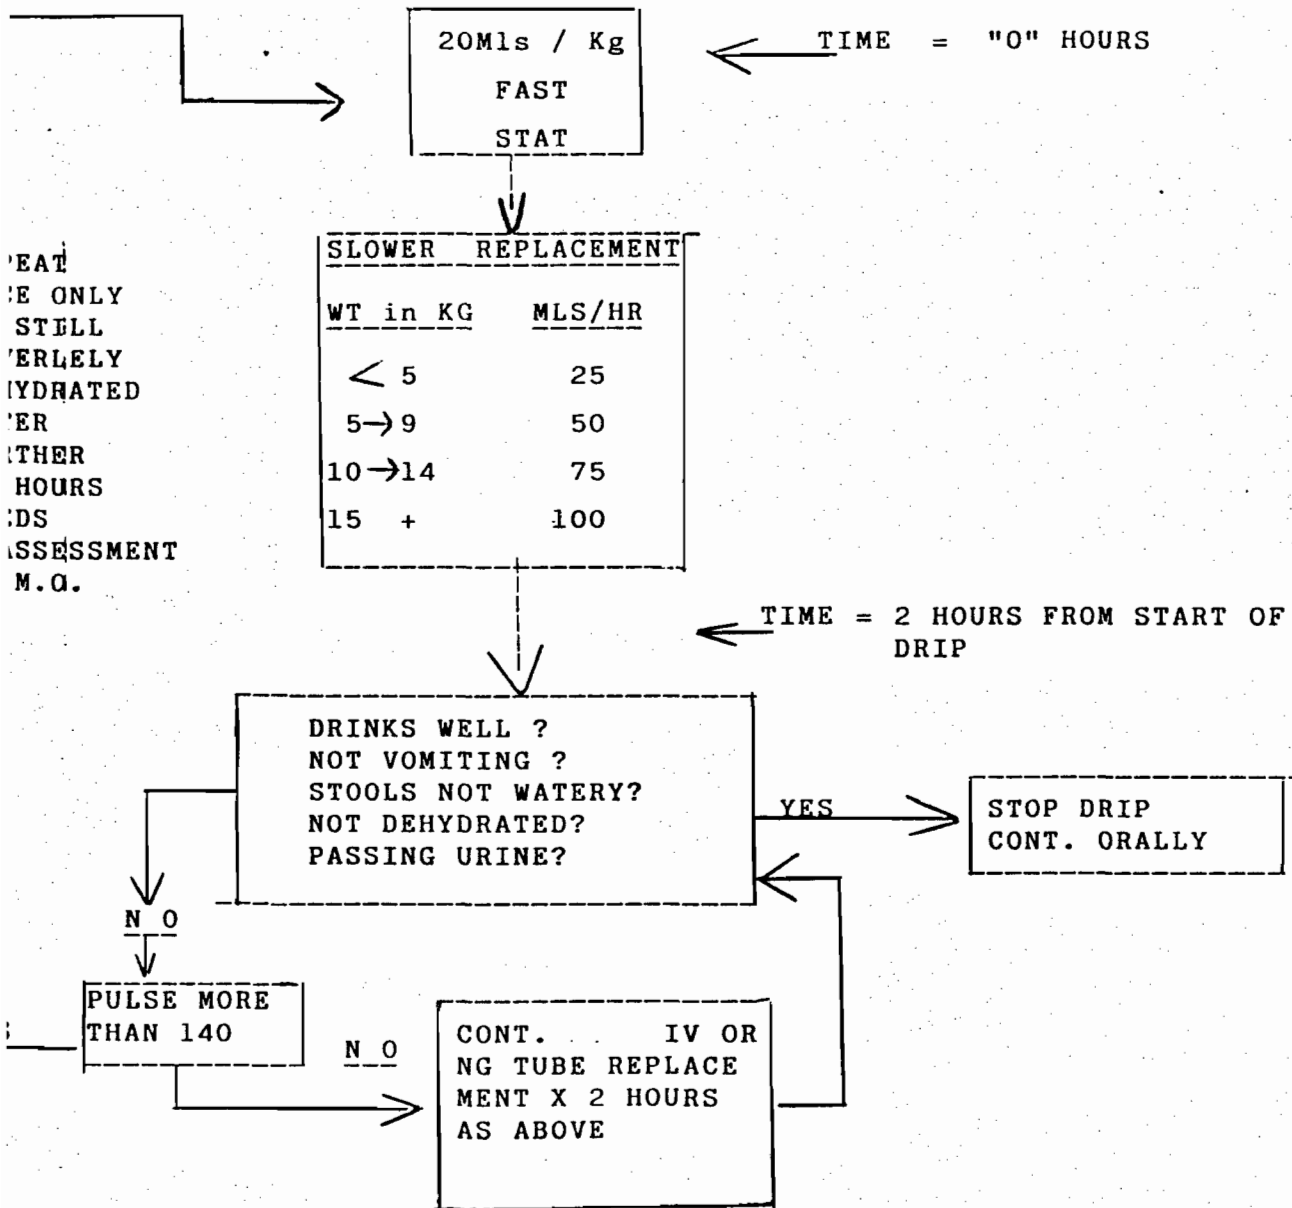 20Mls / Kg
FAST
STAT
TIME = "0" HOURS
SLOWER REPLACEMENT
WT in KG MLS/HR
< 5 25
5→9 50
10→14 75
15 + 100
ONLY
STILL
HOURS
M.O.
TIME = 2 HOURS FROM START OF
DRIP
DRINKS WELL ?
NOT VOMITING ?
STOOLS NOT WATERY?
NOT DEHYDRATED?
PASSING URINE?
YES
STOP DRIP
CONT. ORALLY
N O
PULSE MORE
THAN 140
N O
CONT. IV OR
NG TUBE REPLACE
MENT X 2 HOURS
AS ABOVE